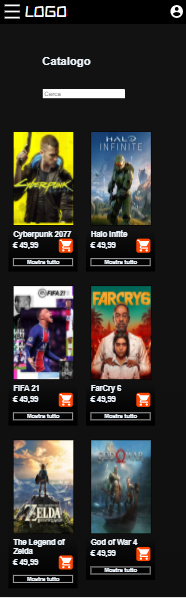 LOGO
Catalogo
Cerca
CYBERPUNK
HALO
INFINITE
Cyberpunk 2077
Halo Infite
€ 49,99
€ 49,99
Mostra tutto
Mostra tutto
FIFA 21
FARCRY6
FIFA 21
FarCry 6
€ 49,99
€ 49,99
Mostra tutto
Mostra tutto
ZELDA
GOD OF WAR
The Legend of
Zelda
God of War 4
€ 49,99
€ 49,99
Mostra tutto
Mostra tutto